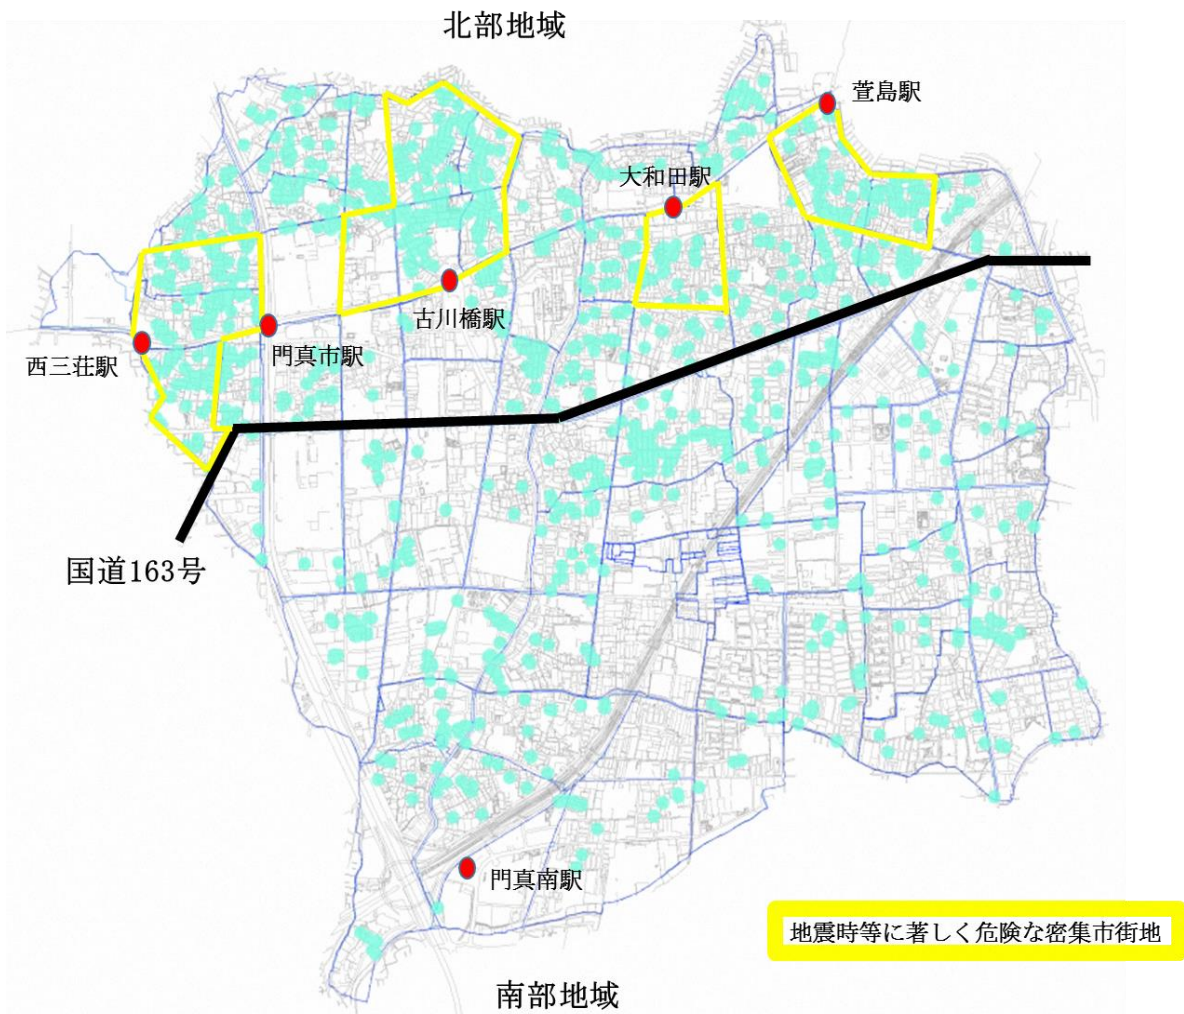 北部地域
萱島駅
大和田駅
古川橋駅
門真市駅
西三荘駅
国道163号
門真南駅
地震時等に著しく危険な密集市街地
南部地域